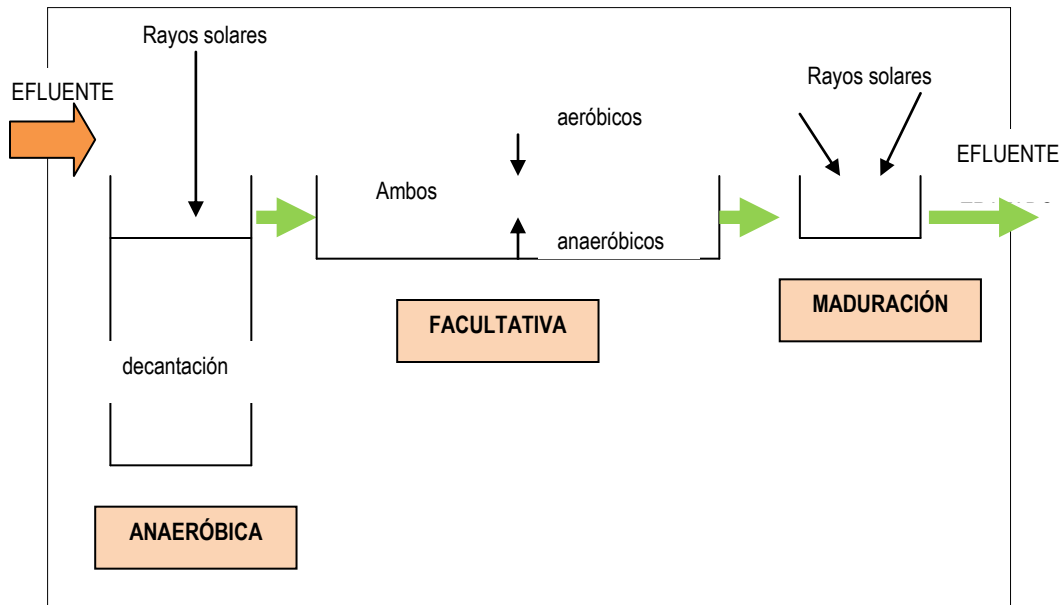 Rayos solares
EFLUENTE
Rayos solares
aeróbicos
EFLUENTE
Ambos
anaeróbicos
MADURACIÓN
FACULTATIVA
decantación
ANAERÓBICA